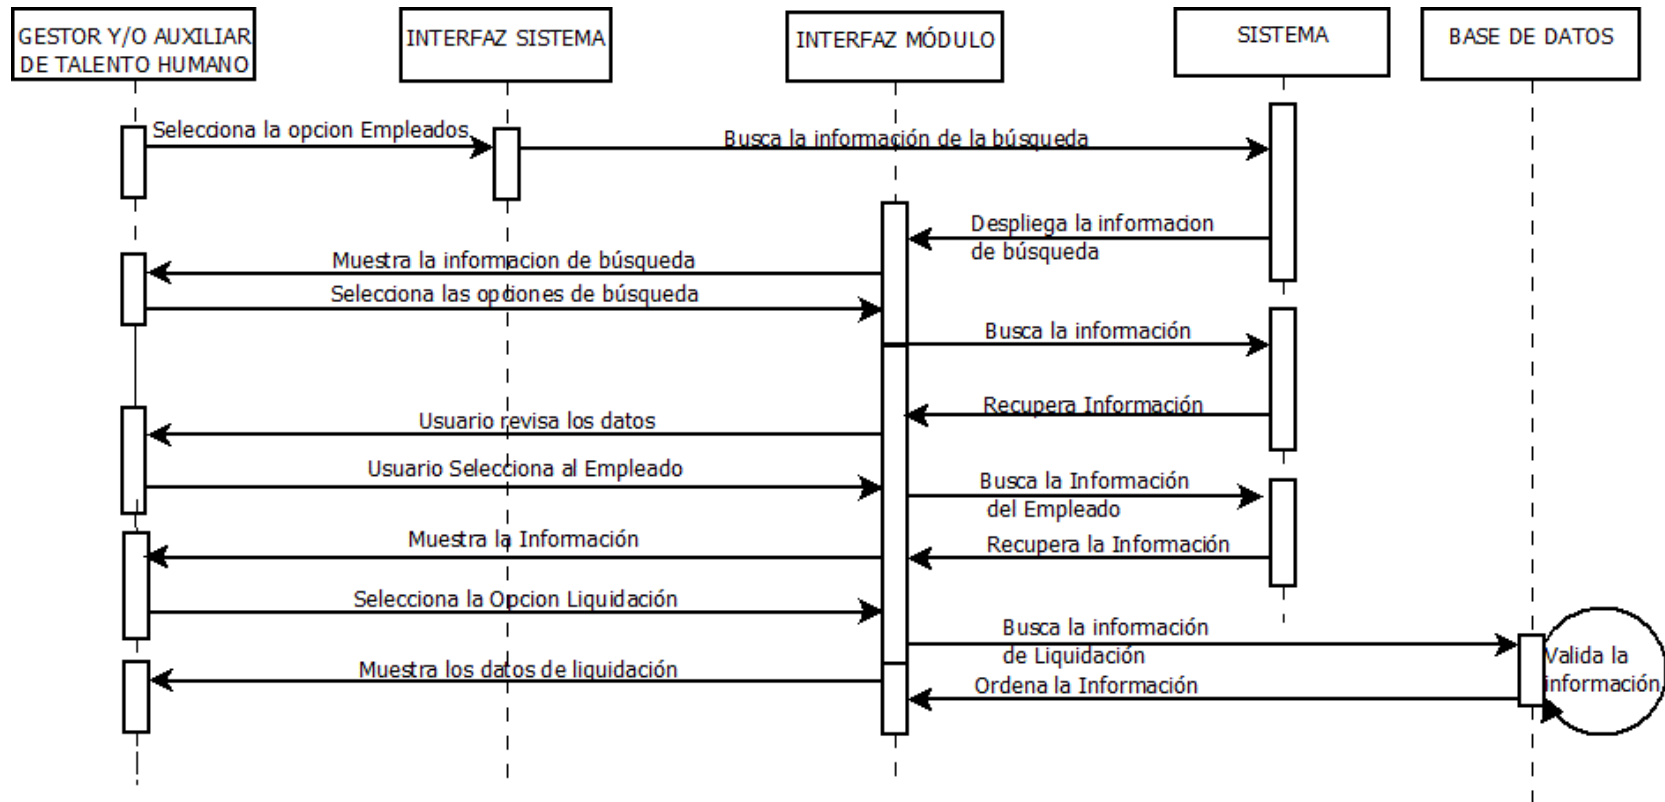 GESTOR Y/O AUXILIAR
DE TALENTO HUMANO
INTERFAZ SISTEMA
INTERFAZ MÓDULO
SISTEMA
BASE DE DATOS
Selecciona la opcion Empleados
Busca la información de la búsqueda
Despliega la informacion
de búsqueda
Muestra la informacion de búsqueda
Selecciona las opciones de búsqueda
Busca la información
Recupera Información
Usuario revisa los datos
Usuario Selecciona al Empleado
Busca la Información
del Empleado
Muestra la Información
Recupera la Información
Selecciona la Opcion Liquidación
Busca la información
de Liquidación
Valida la
información
Muestra los datos de liquidación
Ordena la Información